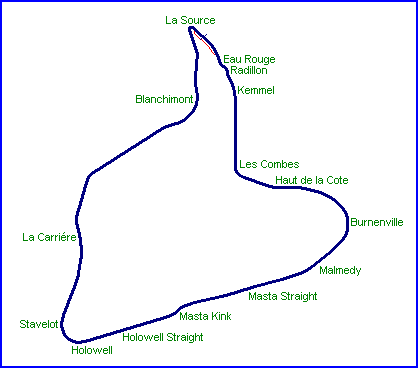 La Source
Eau Rouge
Radillon
Kemmel
Blanchimont
Les Combes
Haut de la Cote
Burnenville
La Carriére
Malmedy
Masta Straight
Masta Kink
Stavelot
Holowell Straight
Holowell